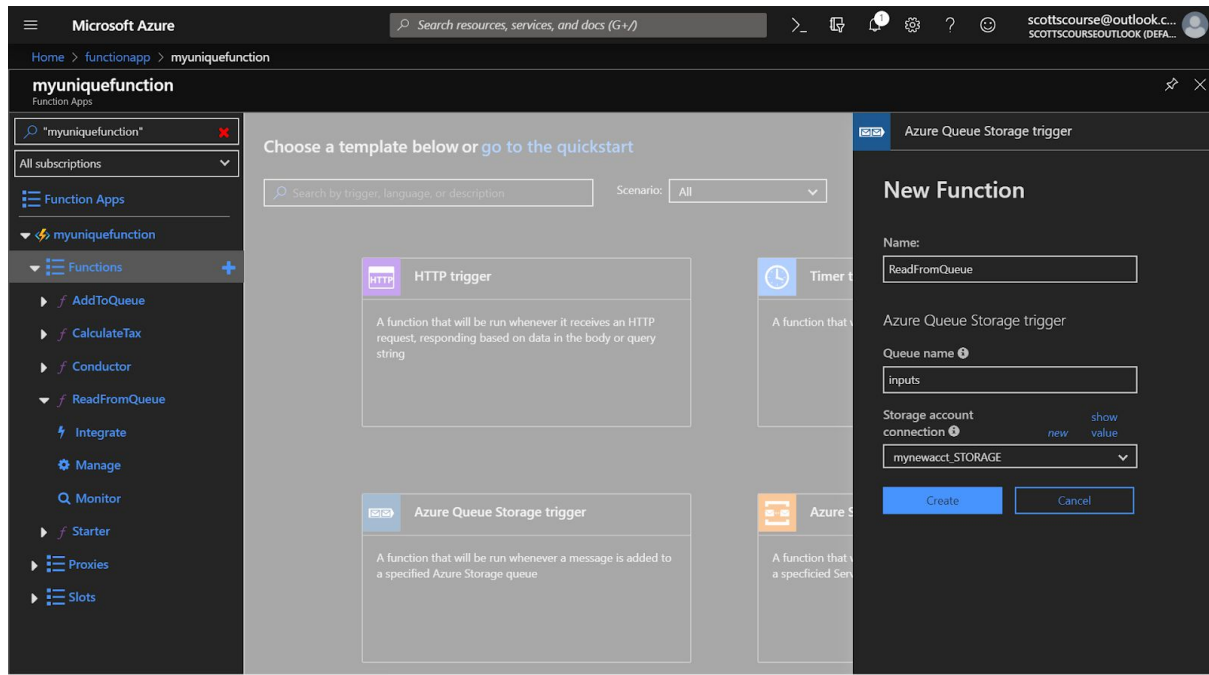 Microsoft Azure
Search resources, services, and docs (G+/)
1
scottscourse@outlook.c...
SCOTTSCOURSEOUTLOOK (DEFA...
Home > functionapp > myuniquefunction
myuniquefunction
Function Apps
"myuniquefunction"
All subscriptions
Function Apps
myuniquefunction
Functions
AddToQueue
CalculateTax
Conductor
ReadFromQueue
Integrate
Manage
Monitor
Starter
Proxies
Slots
Choose a template below or go to the quickstart
Search by trigger, language, or description
Scenario: All
HTTP
HTTP trigger
A function that will be run whenever it receives an HTTP
request, responding based on data in the body or query
string
Timer t
A function that w
Azure Queue Storage trigger
A function that will be run whenever a message is added to
a specified Azure Storage queue
Azure S
A function that w
a specficied Serv
Azure Queue Storage trigger
New Function
Name:
ReadFromQueue
Azure Queue Storage trigger
Queue name
inputs
Storage account
connection
new
show
value
mynewacct_STORAGE
Create
Cancel